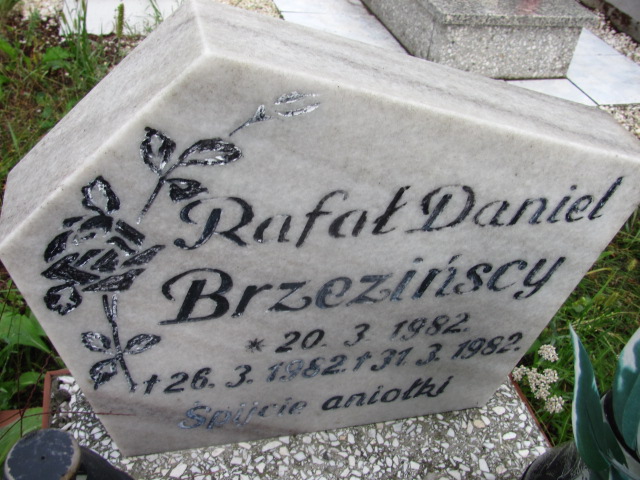 Rafał Daniel
Brzezińscy
* 20. 3. 1982.
† 26. 3. 1982. † 31 3. 1982.
Śpijcie aniołki